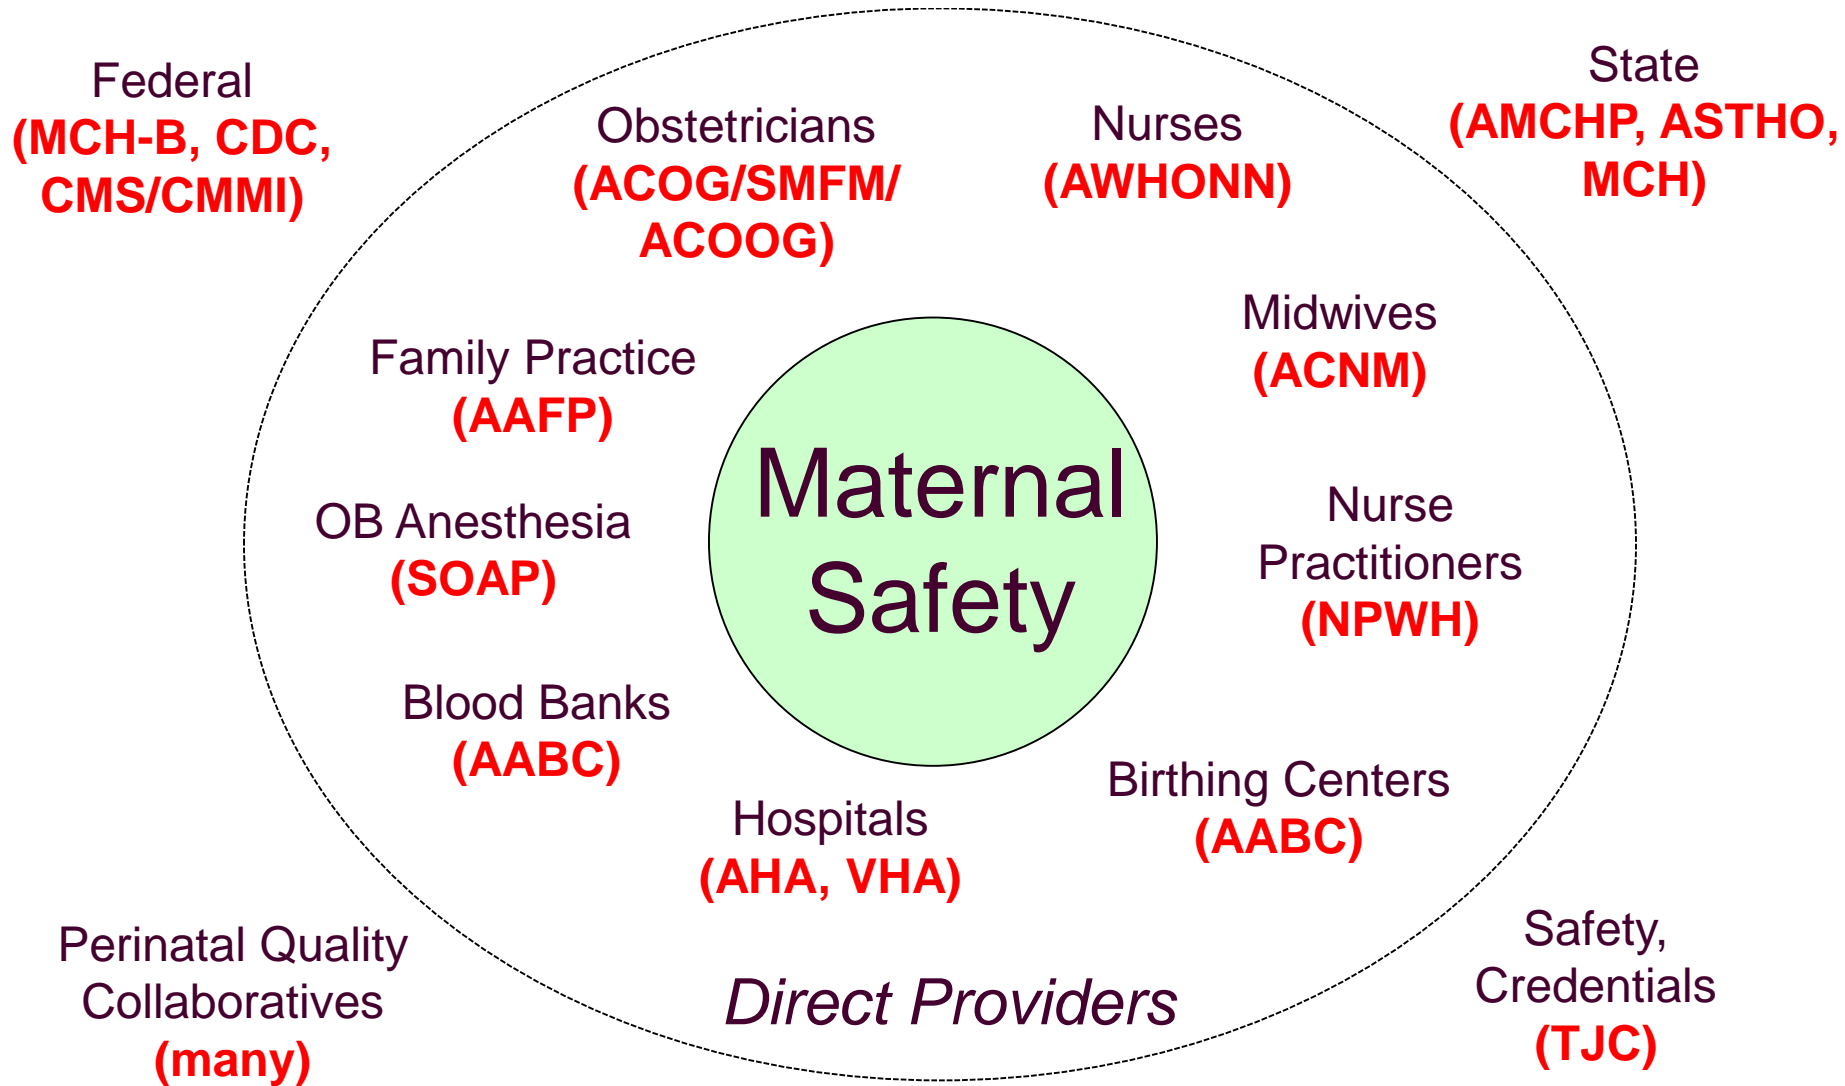 Federal
(MCH-B, CDC,
CMS/CMMI)
Obstetricians
(ACOG/SMFM/
ACOOG)
Nurses
(AWHONN)
State
(AMCHP, ASTHO,
MCH)
Family Practice
(AAFP)
Midwives
(ACNM)
OB Anesthesia
(SOAP)
Maternal
Safety
Nurse
Practitioners
(NPWH)
Blood Banks
(AABC)
Hospitals
(AHA, VHA)
Birthing Centers
(AABC)
Perinatal Quality
Collaboratives
(many)
Direct Providers
Safety,
Credentials
(TJC)